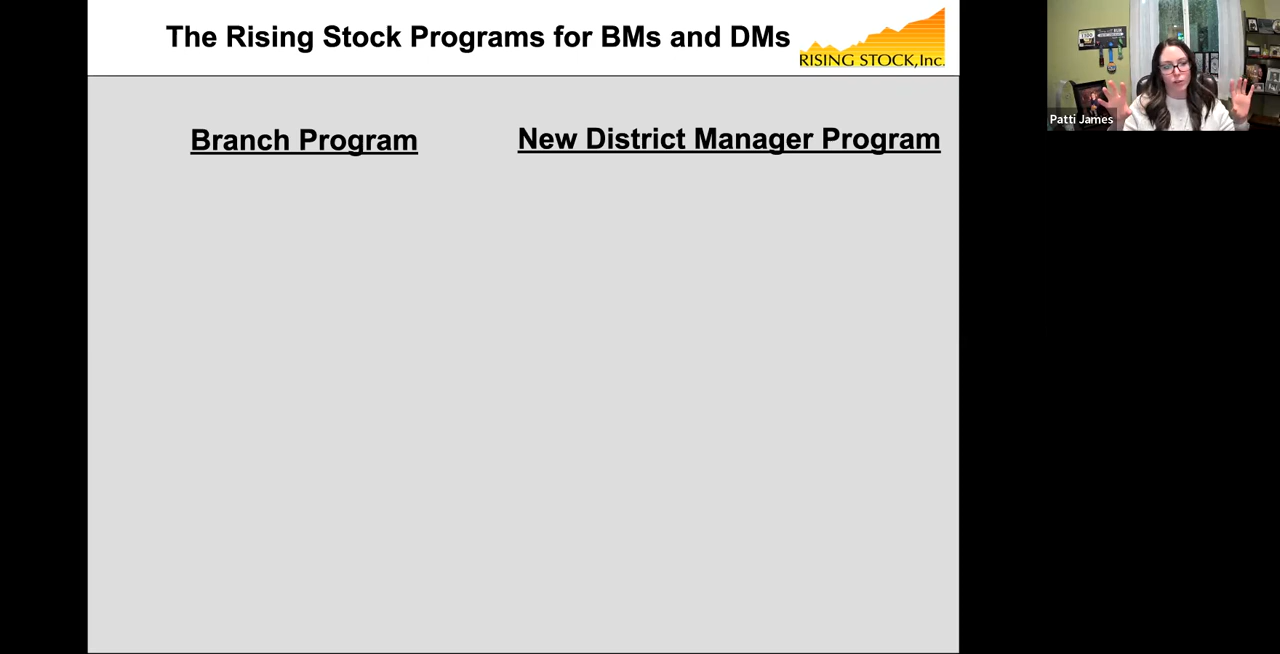 The Rising Stock Programs for BMs and DMs
RISING STOCK, Inc.
Branch Program
New District Manager Program
Patti James